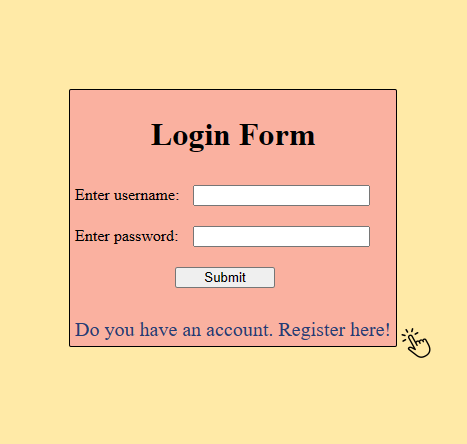 Login Form
Enter username:
Enter password:
Submit
Do you have an account. Register here!